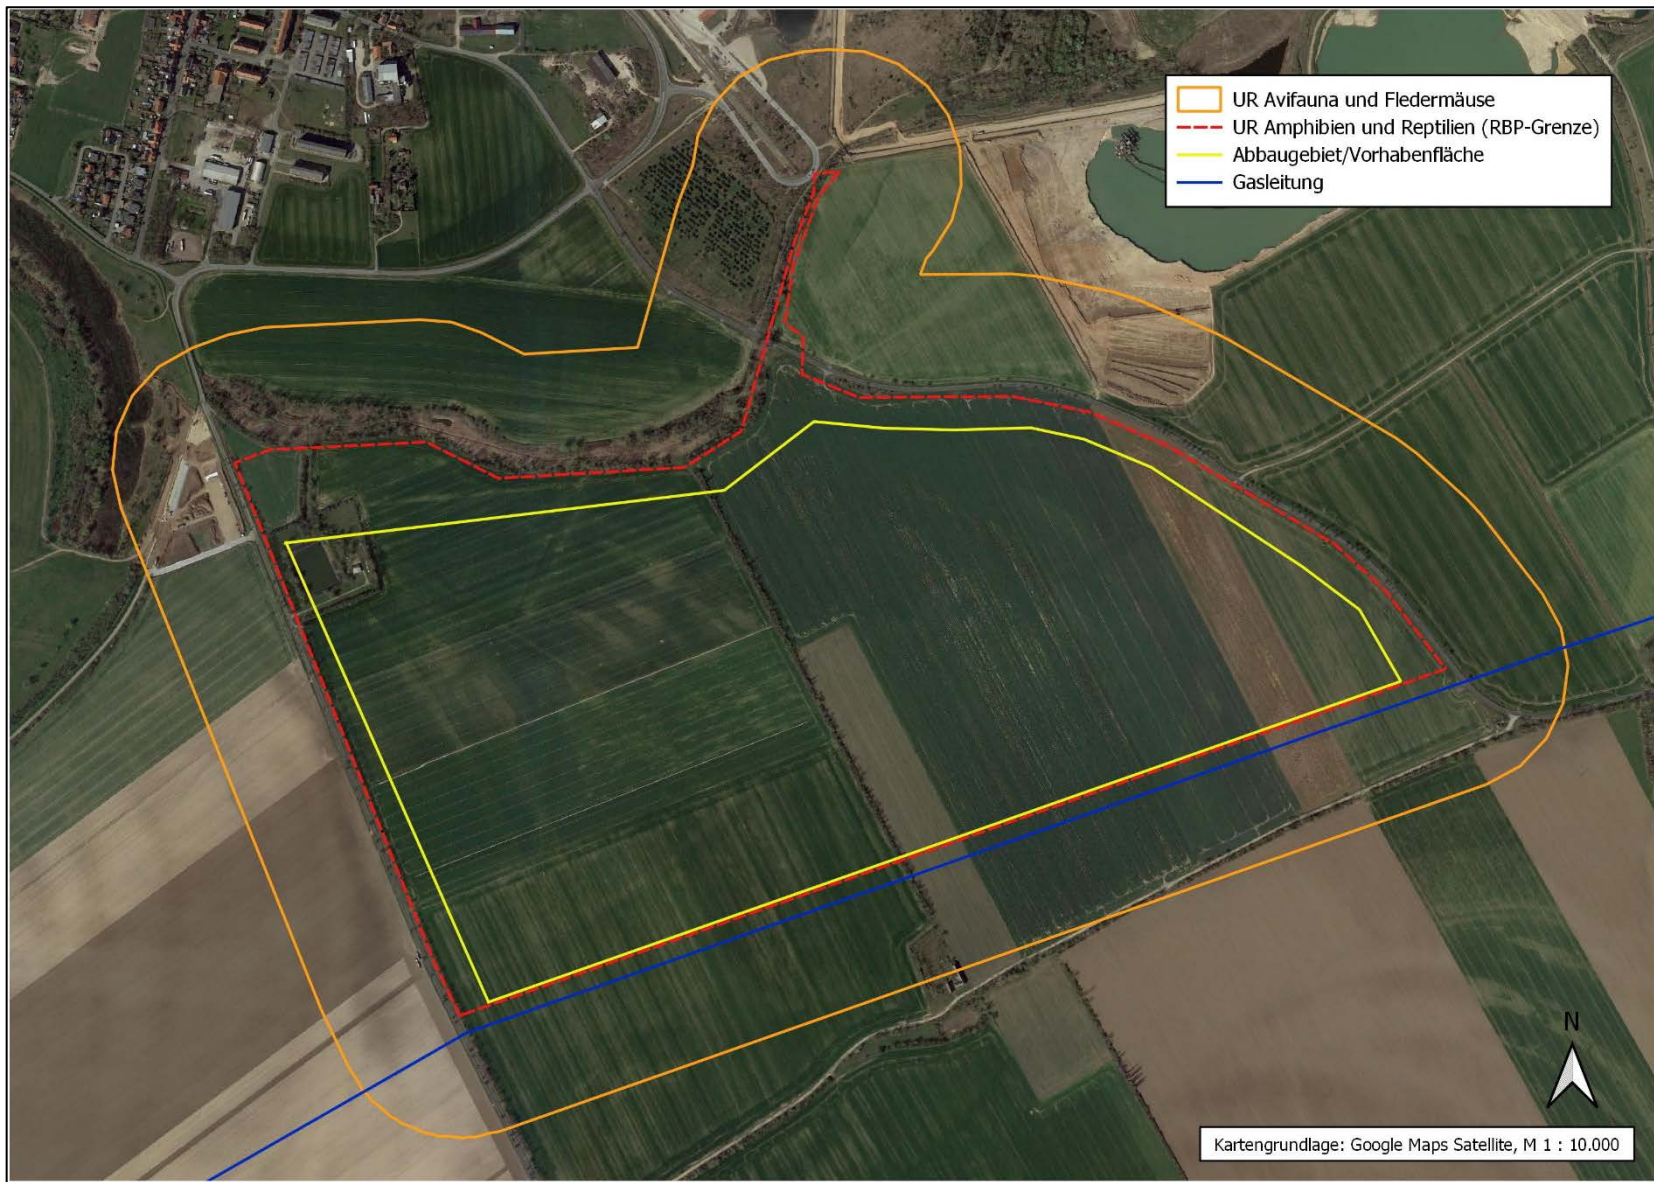 UR Avifauna und Fledermäuse
UR Amphibien und Reptilien (RBP-Grenze)
Abbaugebiet/Vorhabenfläche
Gasleitung
N
Kartengrundlage: Google Maps Satellite, M 1 : 10.000